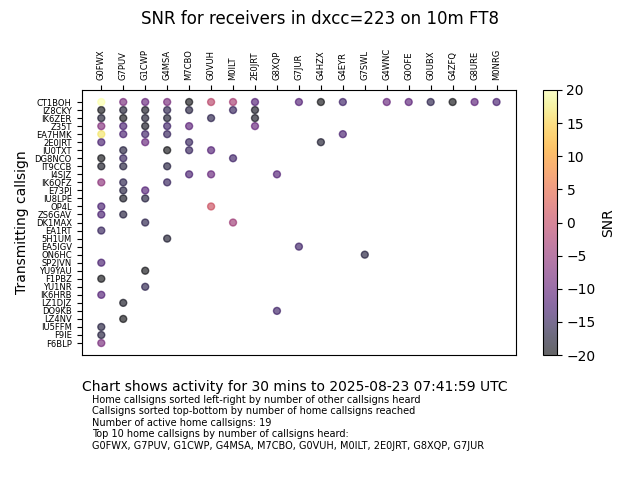 SNR for receivers in dxcc=223 on 10m FT8
G0FWX G7PUV G1CWP G4MSA M7CBO G0VUH M0ILT 2E0JRT G8XQP G7JUR G4HZX G4EYR G7SWL G4WNC G0OFE G0UBX G4ZFQ G8URE M0NRG
Transmitting callsign
CT1BOH
IZ8CKY
IK6ZER
Z35T
EA7HMK
2E0JRT
IU0TXT
DG8NCO
IT9CCB
I4SJZ
IK6QFZ
E73PJ
IU8LPE
OP4L
ZS6GAV
DK1MAX
EA1RT
5H1UM
EA5IGV
ON6HC
SP2JVN
YU9YAU
F1PBZ
YU1NR
IK6HRB
LZ1DJZ
DO9KB
LZ4NV
IU5FFM
F9IE
F6BLP
20
15
10
5
0
−5
−10
−15
−20
SNR
Chart shows activity for 30 mins to 2025-08-23 07:41:59 UTC
Home callsigns sorted left-right by number of other callsigns heard
Callsigns sorted top-bottom by number of home callsigns reached
Number of active home callsigns: 19
Top 10 home callsigns by number of callsigns heard:
G0FWX, G7PUV, G1CWP, G4MSA, M7CBO, G0VUH, M0ILT, 2E0JRT, G8XQP, G7JUR